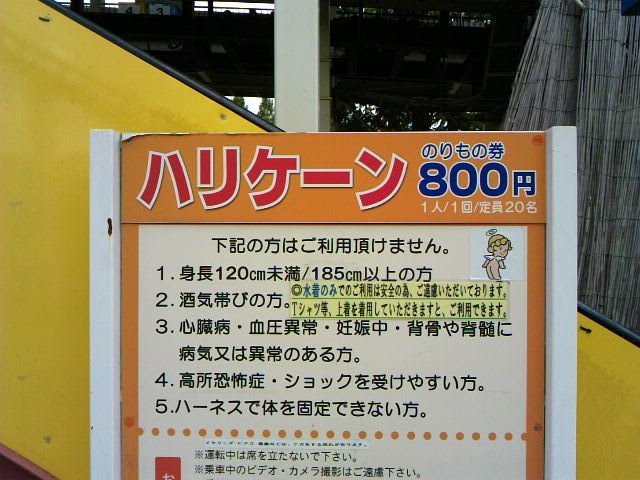 ハリケーン
のりもの券
800円
1人/1回/定員20名
下記の方はご利用頂けません。
1.身長120cm未満/185cm以上の方
2.酒気帯びの方。
◎水着のみでのご利用は安全の為、ご遠慮いただいております。
Tシャツ等、上着を着用していただきますと、ご利用できます。
3.心臓病・血圧異常・妊娠中・背骨や脊髄に
病気又は異常のある方。
4.高所恐怖症・ショックを受けやすい方。
5.ハーネスで体を固定できない方。
※運転中は席を立たないで下さい。
※乗車中のビデオ・カメラ撮影はご遠慮下さい。
お